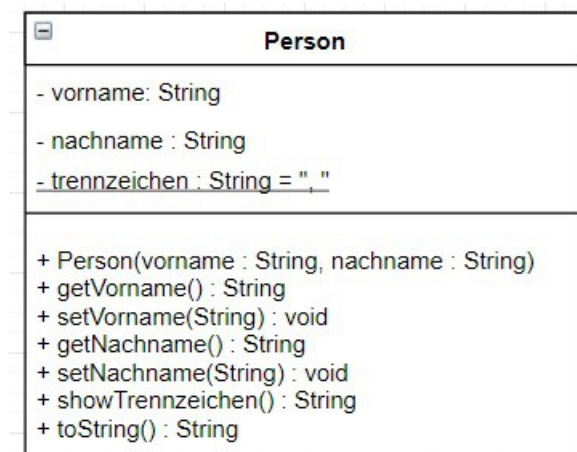 Person
- vorname: String
- nachname : String
- trennzeichen : String = ", "
+ Person(vorname : String, nachname : String)
+ getVorname() : String
+ setVorname(String) : void
+ getNachname() : String
+ setNachname(String) : void
+ showTrennzeichen() : String
+ toString() : String